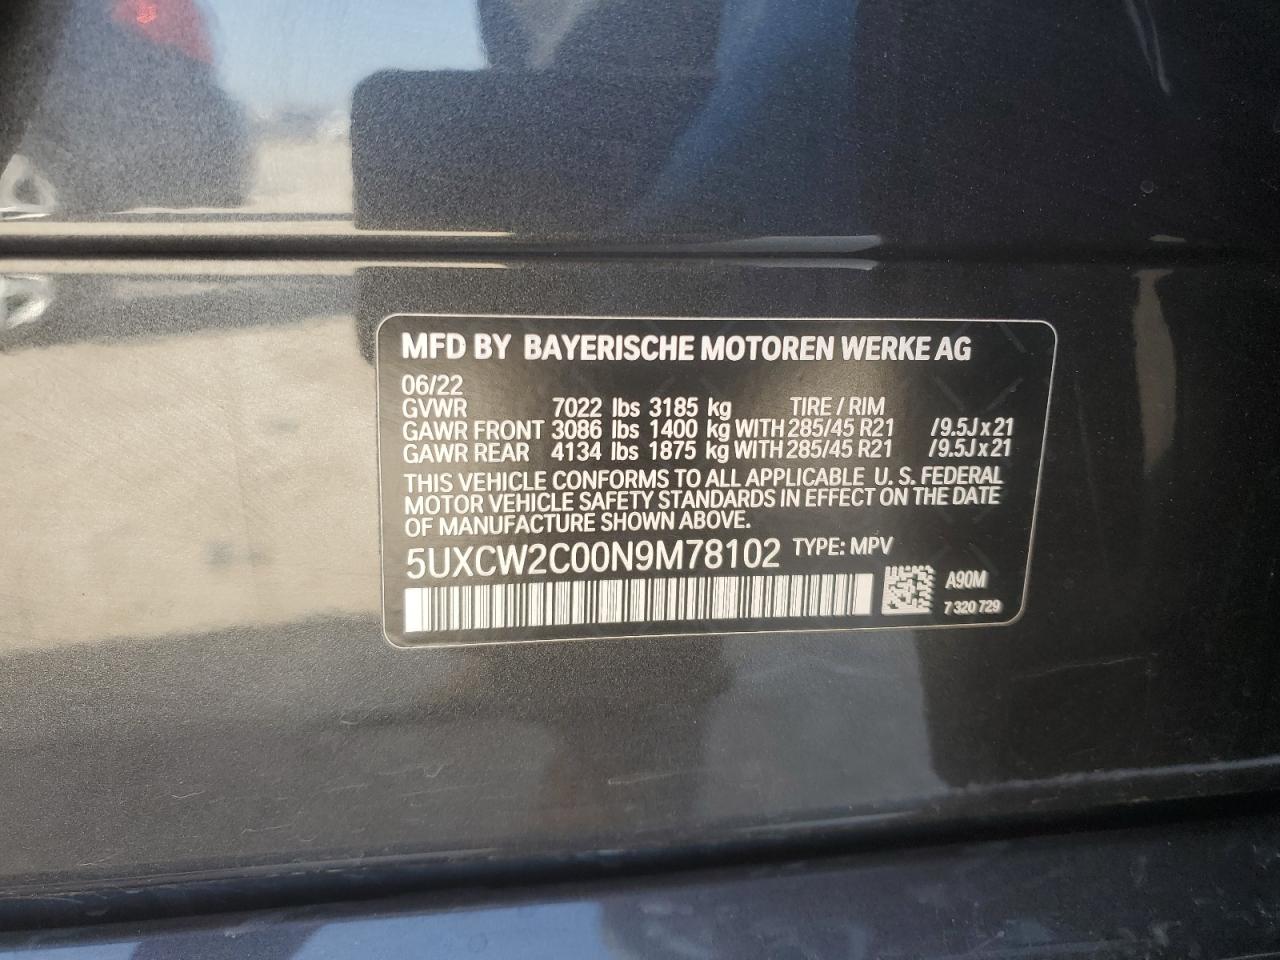 MFD BY BAYERISCHE MOTOREN WERKE AG
06/22
GVWR 7022 lbs 3185 kg TIRE / RIM
GAWR FRONT 3086 lbs 1400 kg WITH 285/45 R21 /9.5J x 21
GAWR REAR 4134 lbs 1875 kg WITH 285/45 R21 /9.5J x 21
THIS VEHICLE CONFORMS TO ALL APPLICABLE U. S. FEDERAL
MOTOR VEHICLE SAFETY STANDARDS IN EFFECT ON THE DATE
OF MANUFACTURE SHOWN ABOVE.
5UXCW2C00N9M78102 TYPE: MPV
A90M
7 320 729